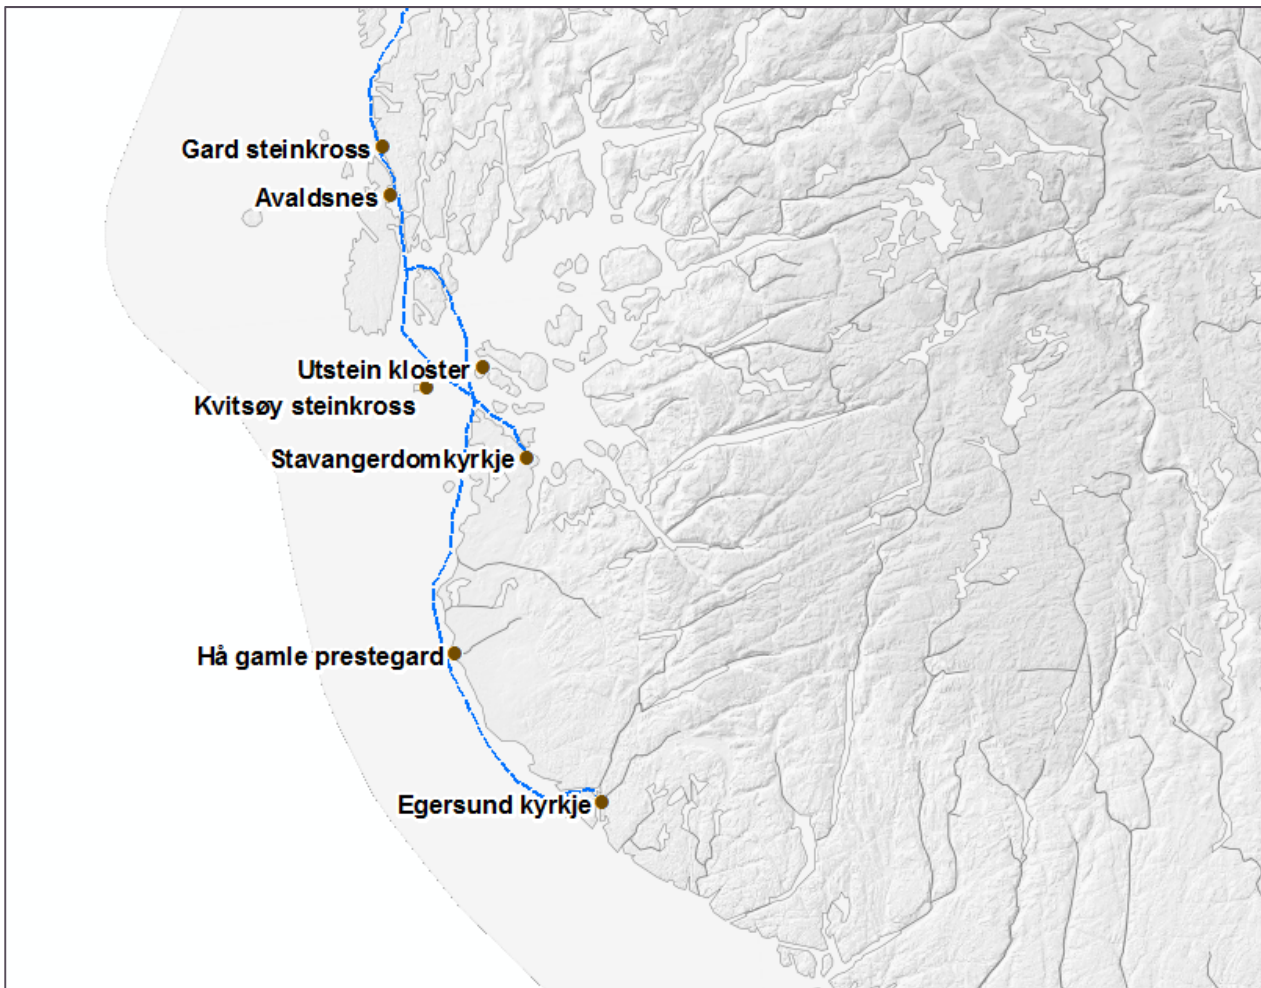 Gard steinkross
Avaldsnes
Utstein kloster
Kvitsøy steinkross
Stavangerdomkyrkje
Hå gamle prestegard
Egersund kyrkje